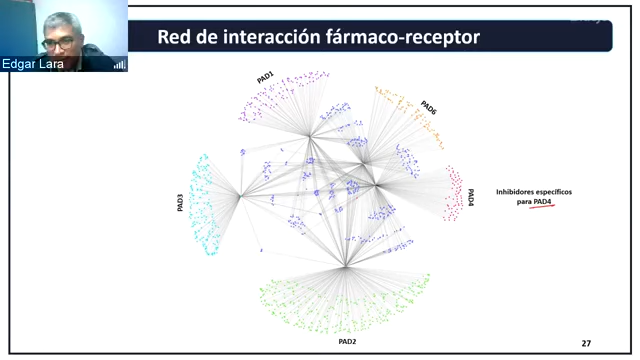 Edgar Lara
Red de interacción fármaco-receptor
PAD1
PAD6
PAD3
PAD4
Inhibidores específicos
para PAD4
PAD2
27